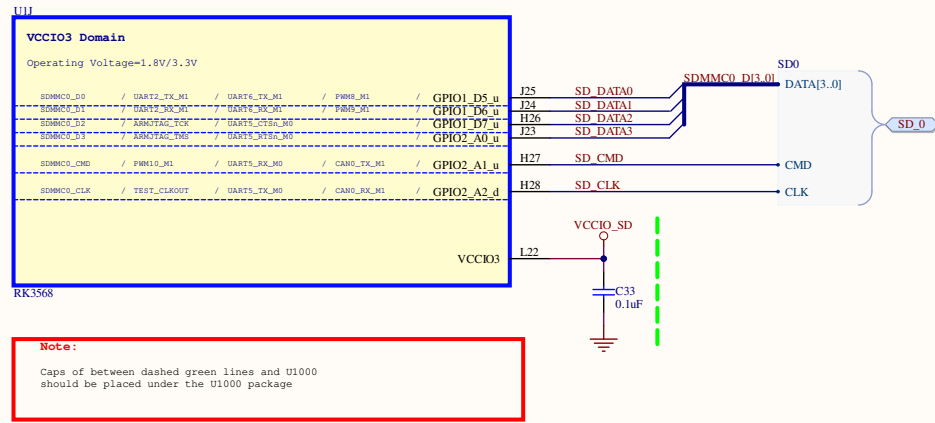 U1J
VCCIO3 Domain
Operating Voltage=1.8V/3.3V
SD0
SDMMC0_D[3..0]
SDMMC0_D0 / UART2_TX_M1 / UART6_TX_M1 / PWM8_M1 / GPIO1_D5_u J25 SD_DATA0 DATA[3..0]
SDMMC0_D1 / UART2_RX_M1 / UART6_RX_M1 / PWM9_M1 / GPIO1_D6_u J24 SD_DATA1
SDMMC0_D2 / ARMJTAG_TCK / UART5_CTSn_M0 / GPIO1_D7_u H26 SD_DATA2 SD_0
SDMMC0_D3 / ARMJTAG_TMS / UART5_RTSn_M0 / GPIO2_A0_u J23 SD_DATA3
SDMMC0_CMD / PWM10_M1 / UART5_RX_M0 / CAN0_TX_M1 / GPIO2_A1_u H27 SD_CMD CMD
SDMMC0_CLK / TEST_CLKOUT / UART5_TX_M0 / CAN0_RX_M1 / GPIO2_A2_d H28 SD_CLK CLK
VCCIO_SD
VCCIO3 L22
C33
0.1uF
RK3568
Note:
Caps of between dashed green lines and U1000
should be placed under the U1000 package